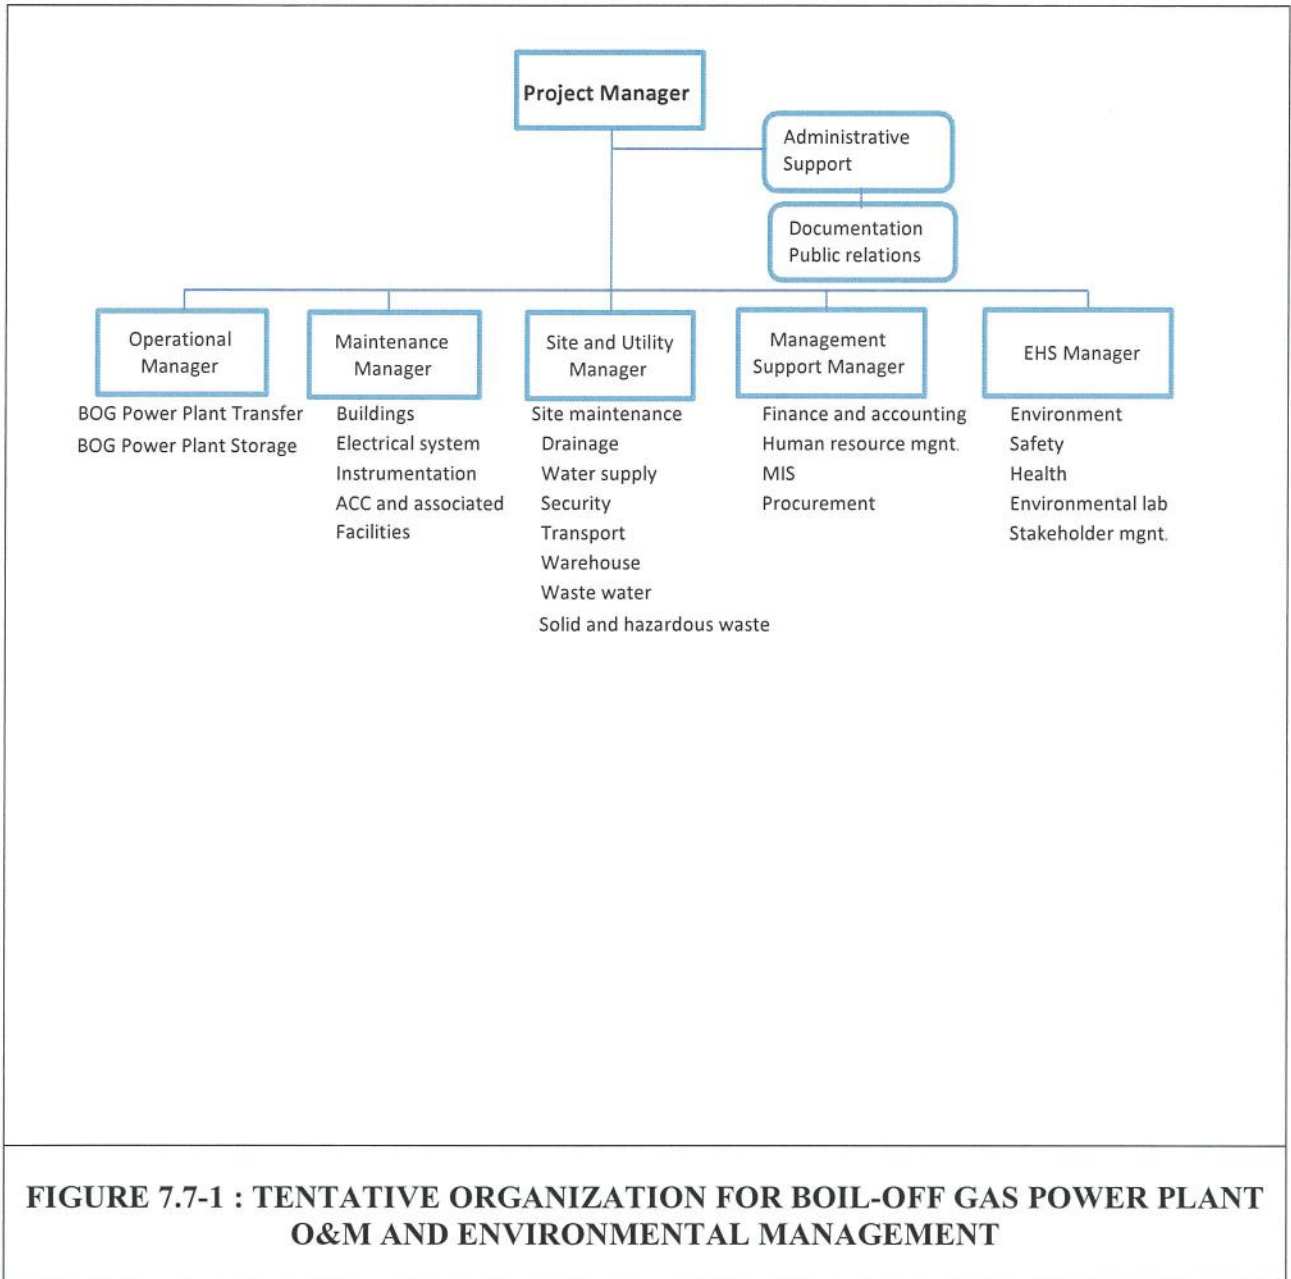 Project Manager
Administrative
Support
Documentation
Public relations
Operational
Manager
BOG Power Plant Transfer
BOG Power Plant Storage
Maintenance
Manager
Buildings
Electrical system
Instrumentation
ACC and associated
Facilities
Site and Utility
Manager
Site maintenance
Drainage
Water supply
Security
Transport
Warehouse
Waste water
Solid and hazardous waste
Management
Support Manager
Finance and accounting
Human resource mgnt.
MIS
Procurement
EHS Manager
Environment
Safety
Health
Environmental lab
Stakeholder mgnt.
FIGURE 7.7-1 : TENTATIVE ORGANIZATION FOR BOIL-OFF GAS POWER PLANT
O&M AND ENVIRONMENTAL MANAGEMENT